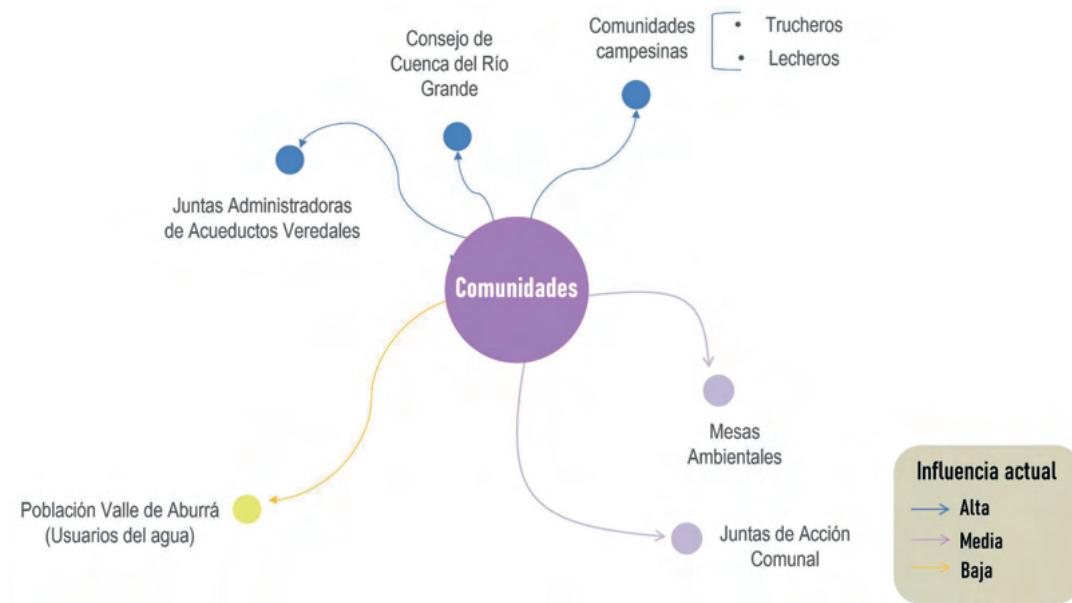 Consejo de
Cuenca del Río
Grande
Comunidades
campesinas
• Trucheros
• Lecheros
Juntas Administradoras
de Acueductos Veredales
Comunidades
Mesas
Ambientales
Población Valle de Aburrá
(Usuarios del agua)
Juntas de Acción
Comunal
Influencia actual
Alta
Media
Baja